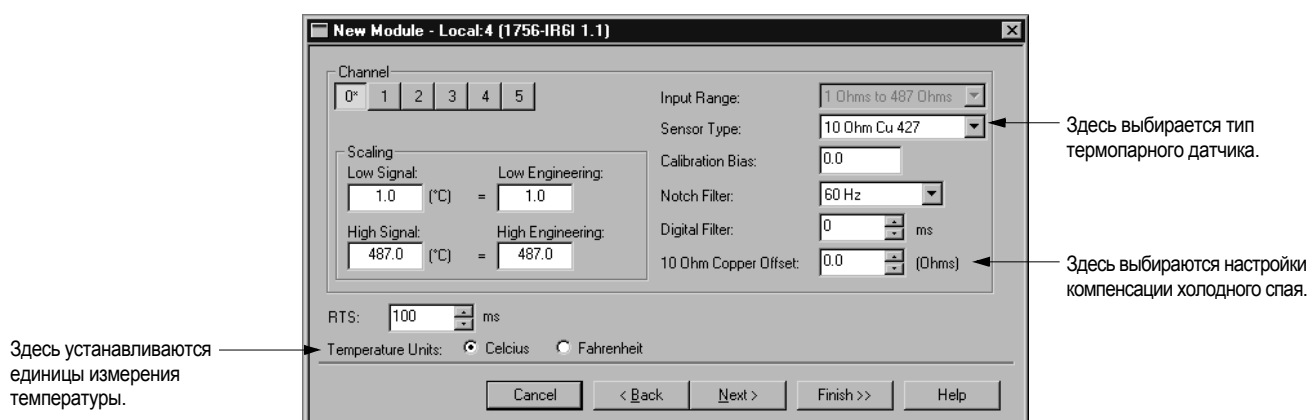 New Module - Local:4 (1756-IR6I 1.1)
Channel
0* 1 2 3 4 5
Input Range: 1 Ohms to 487 Ohms
Sensor Type: 10 Ohm Cu 427
Здесь выбирается тип
термопарного датчика.
Scaling
Low Signal: Low Engineering:
1.0 (°C) = 1.0
High Signal: High Engineering:
487.0 (°C) = 487.0
Calibration Bias: 0.0
Notch Filter: 60 Hz
Digital Filter: 0 ms
10 Ohm Copper Offset: 0.0 (Ohms)
Здесь выбираются настройки
компенсации холодного спая.
RTS: 100 ms
Здесь устанавливаются
единицы измерения
температуры.
Temperature Units: Celcius Fahrenheit
Cancel < Back Next > Finish >> Help